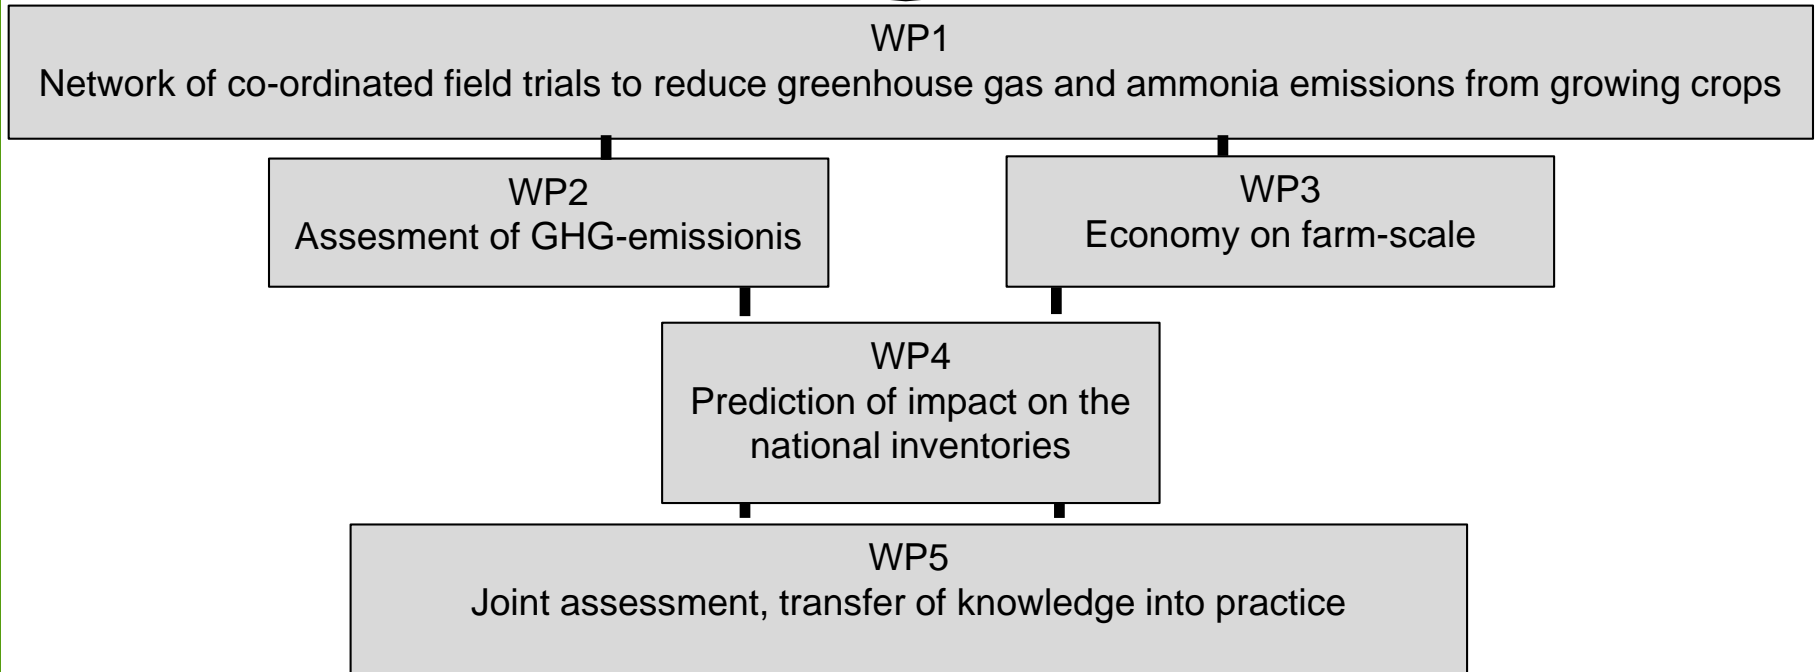 WP1
Network of co-ordinated field trials to reduce greenhouse gas and ammonia emissions from growing crops
WP2
Assesment of GHG-emissionis
WP3
Economy on farm-scale
WP4
Prediction of impact on the
national inventories
WP5
Joint assessment, transfer of knowledge into practice